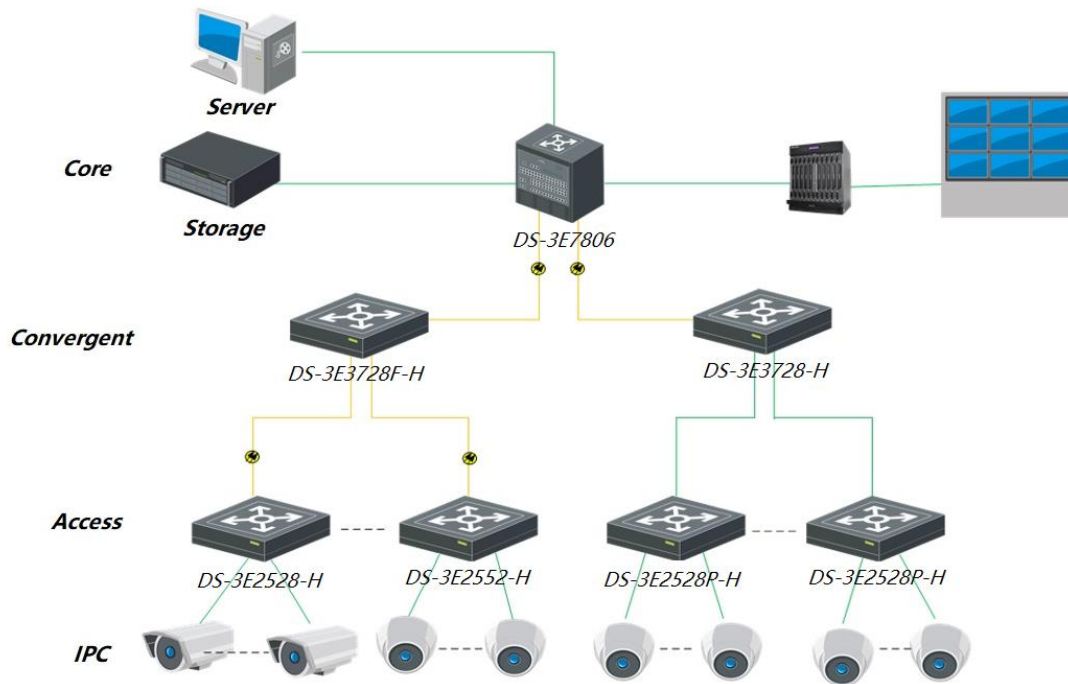 Server
Core
Storage
DS-3E7806
Convergent
DS-3E3728F-H
DS-3E3728-H
Access
DS-3E2528-H
DS-3E2552-H
DS-3E2528P-H
DS-3E2528P-H
IPC